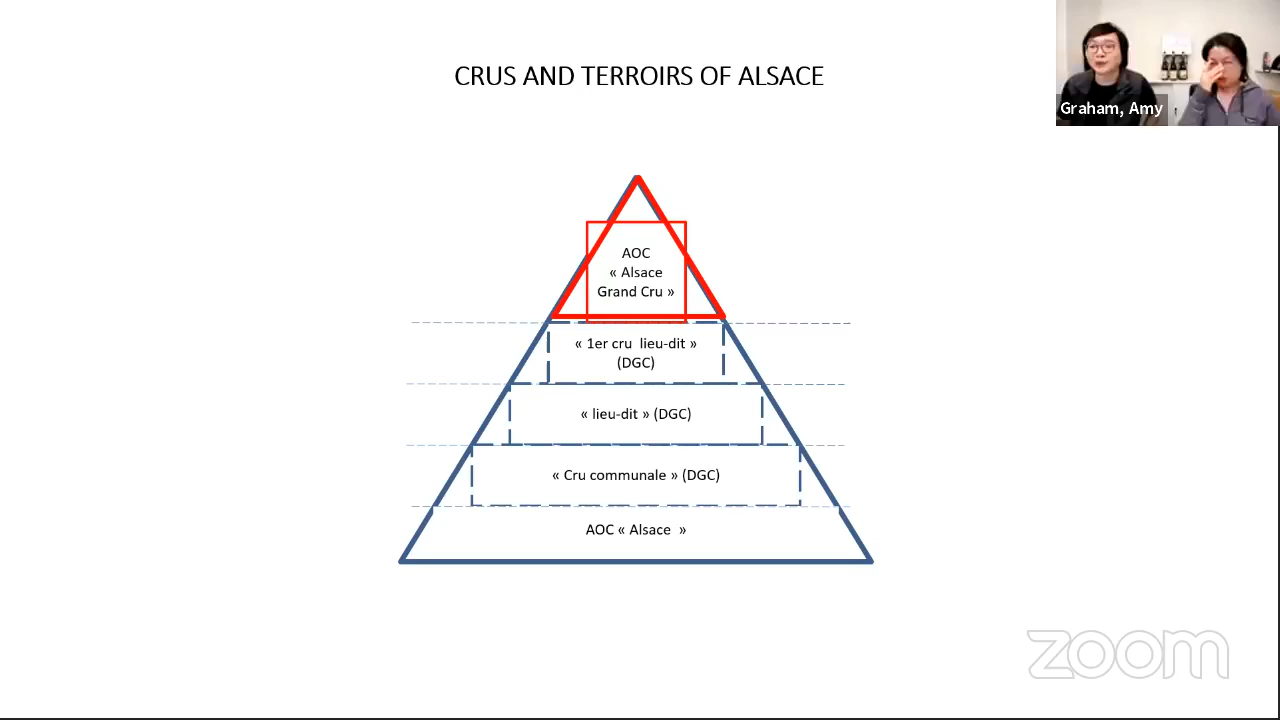 CRUS AND TERROIRS OF ALSACE
Graham, Amy
AOC
« Alsace
Grand Cru »
« 1er cru lieu-dit »
(DGC)
« lieu-dit » (DGC)
« Cru communale » (DGC)
AOC « Alsace »
zoom